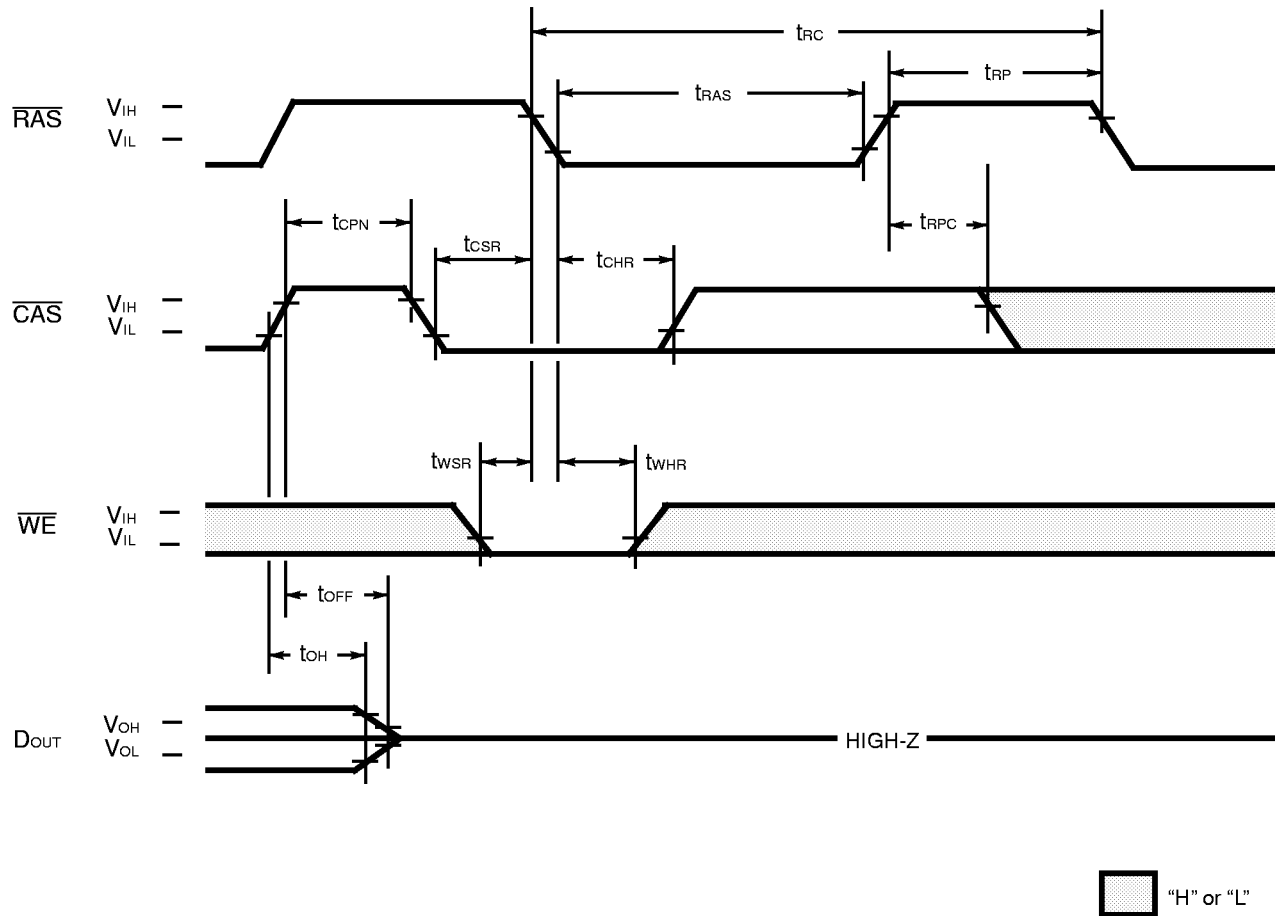 tRC
tRP
tRAS
RAS
VIH
VIL
tCPN
tRPC
tCSR
tCHR
CAS
VIH
VIL
tWSR
tWHR
WE
VIH
VIL
tOFF
tOH
DOUT
VOH
VOL
HIGH-Z
“H” or “L”